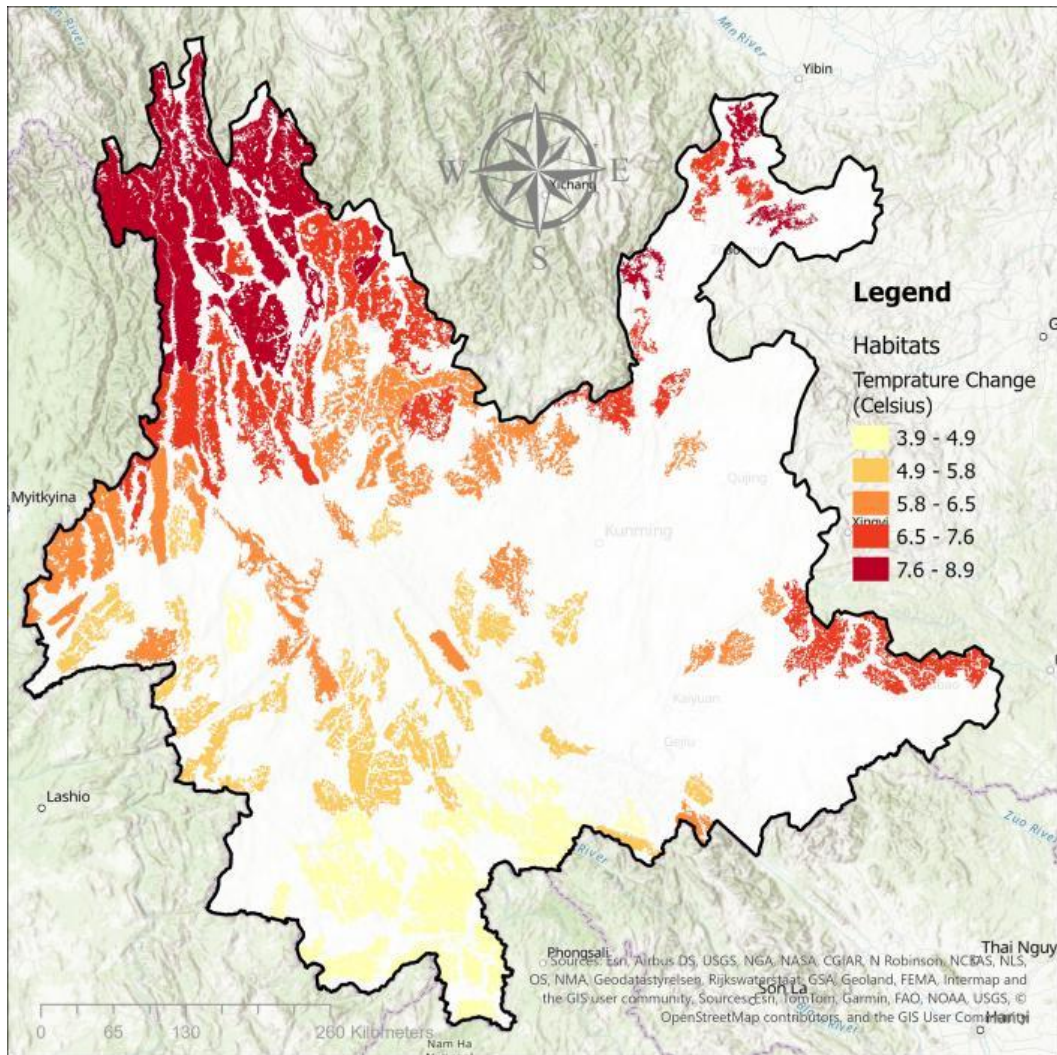 Min River
Yibin
N
W
E
Xichang
S
Legend
Habitats
Temprature Change
(Celsius)
3.9 - 4.9
4.9 - 5.8
5.8 - 6.5
6.5 - 7.6
7.6 - 8.9
Myitkyina
Qujing
Xingyi
Kunming
Kaiyuan
Gejiu
Lashio
Zuo River
River
Phongsali
Thai Nguy
Sources: Esri, Airbus DS, USGS, NGA, NASA, CGIAR, N Robinson, NCEAS, NLS,
OS, NMA, Geodatastyrelsen, Rijkswaterstaat, GSA, Geoland, FEMA, Intermap and
the GIS user community, Sources: Esri, TomTom, Garmin, FAO, NOAA, USGS, ©
OpenStreetMap contributors, and the GIS User Community
Son La
River
Hanoi
0 65 130 260 Kilometers
Nam Ha